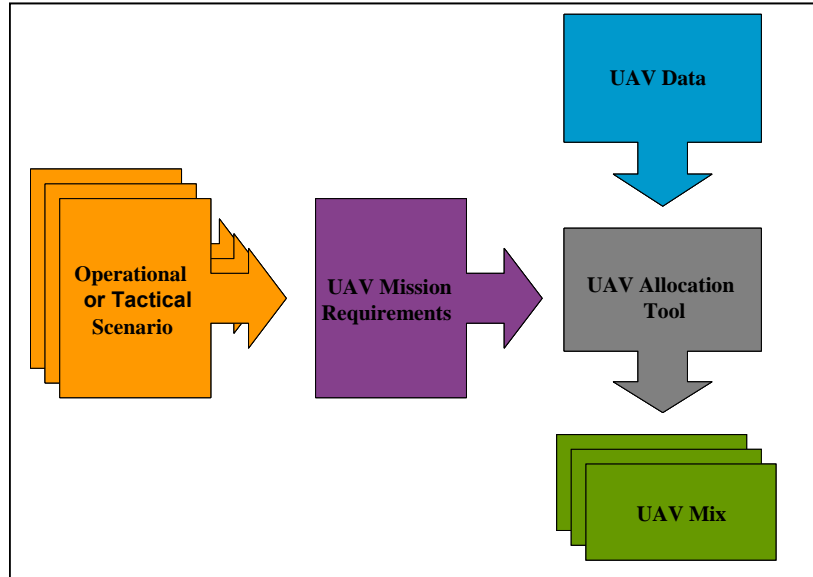 UAV Data
Operational
or Tactical
Scenario
UAV Mission
Requirements
UAV Allocation
Tool
UAV Mix